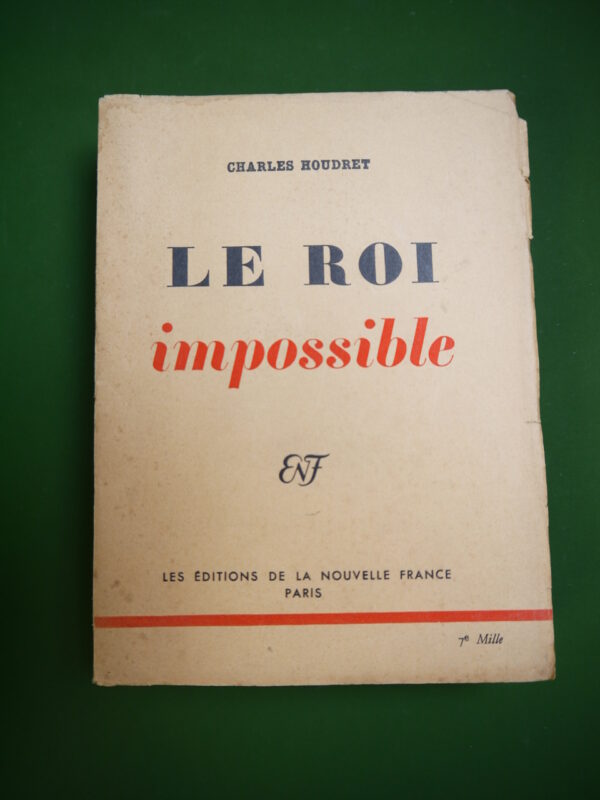 CHARLES HOUDRET
LE ROI
impossible
ENF
LES ÉDITIONS DE LA NOUVELLE FRANCE
PARIS
7e Mille